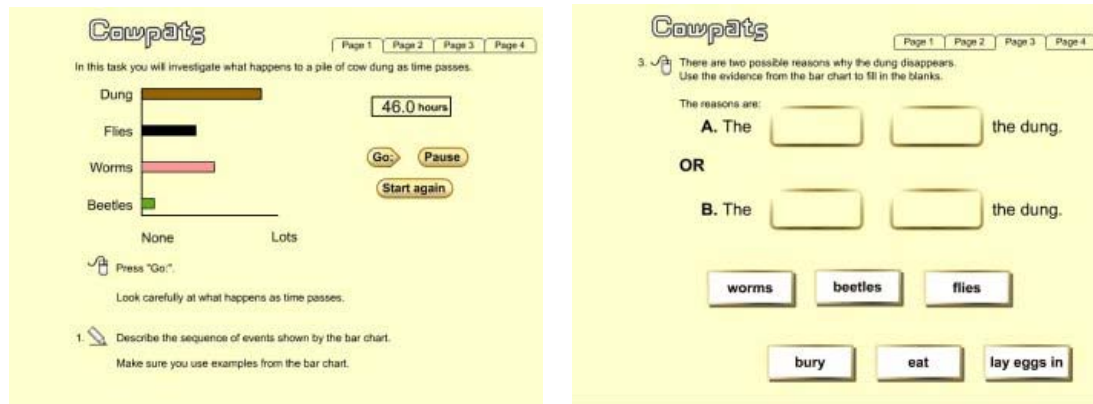 Cowpats
Page 1 Page 2 Page 3 Page 4
In this task you will investigate what happens to a pile of cow dung as time passes.
Dung
46.0 hours
Flies
Go:
Pause
Worms
Start again
Beetles
None Lots
Press "Go:".
Look carefully at what happens as time passes.
1. Describe the sequence of events shown by the bar chart.
Make sure you use examples from the bar chart.
Cowpats
Page 1 Page 2 Page 3 Page 4
3. There are two possible reasons why the dung disappears.
Use the evidence from the bar chart to fill in the blanks.
The reasons are:
A. The the dung.
OR
B. The the dung.
worms beetles flies
bury eat lay eggs in